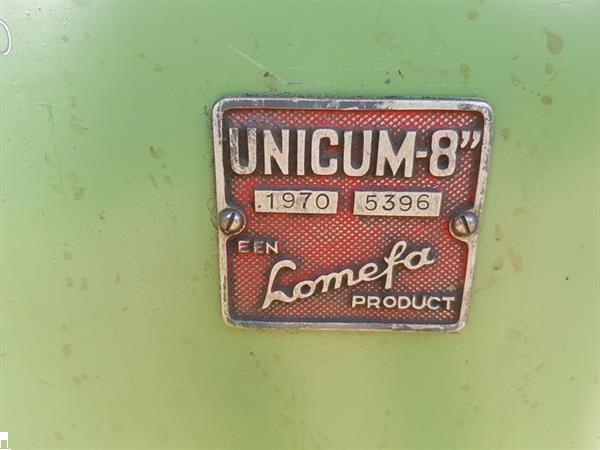 UNICUM-8"
1970 5396
EEN
Lomefa
PRODUCT